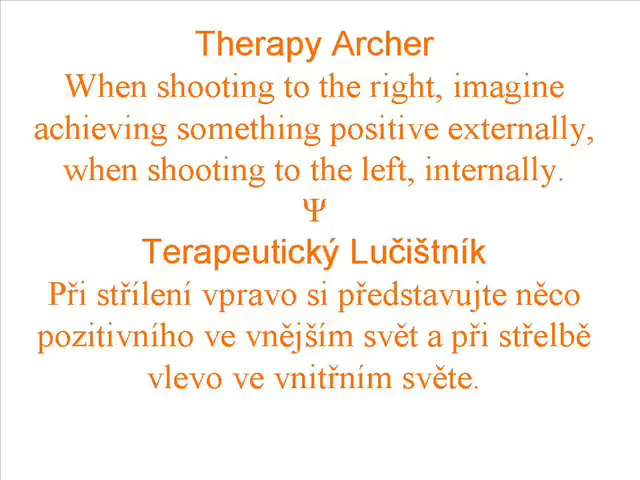 Therapy Archer
When shooting to the right, imagine
achieving something positive externally,
when shooting to the left, internally.
Ψ
Terapeutický Lučištník
Při střílení vpravo si představujte něco
pozitivního ve vnějším svět a při střelbě
vlevo ve vnitřním světe.